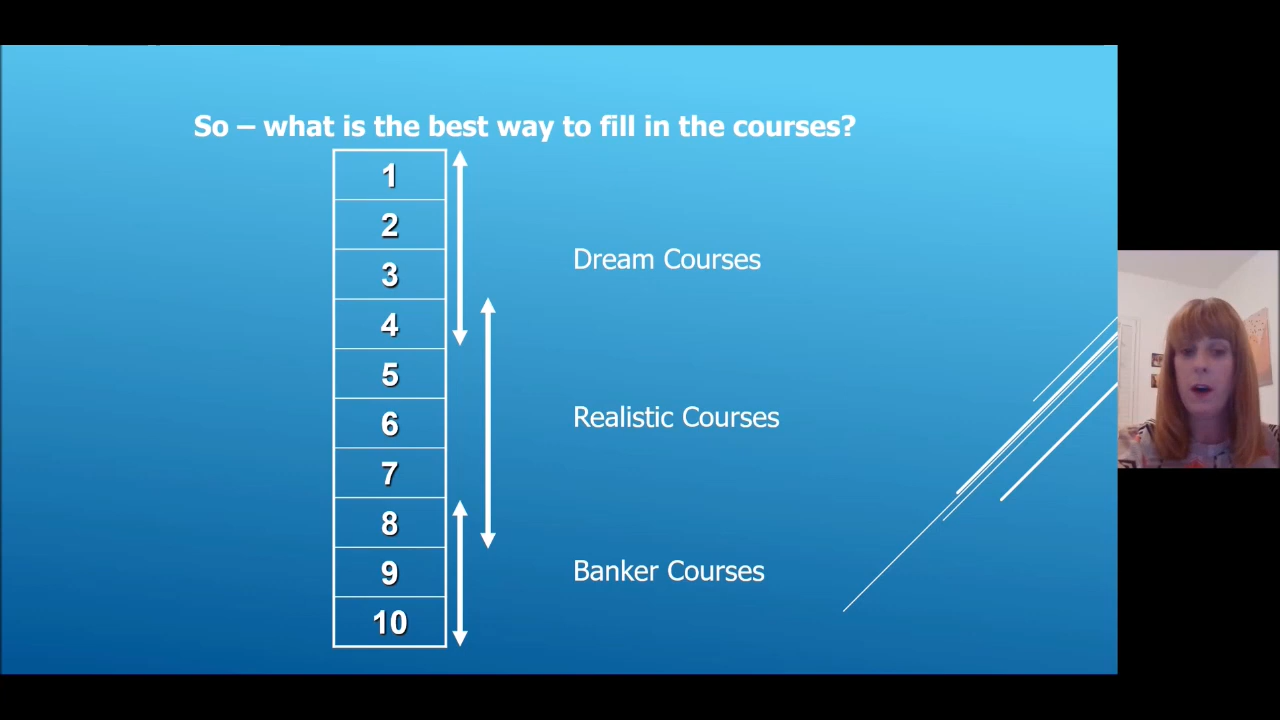 So – what is the best way to fill in the courses?
1
2
3
4
5
6
7
8
9
10
Dream Courses
Realistic Courses
Banker Courses